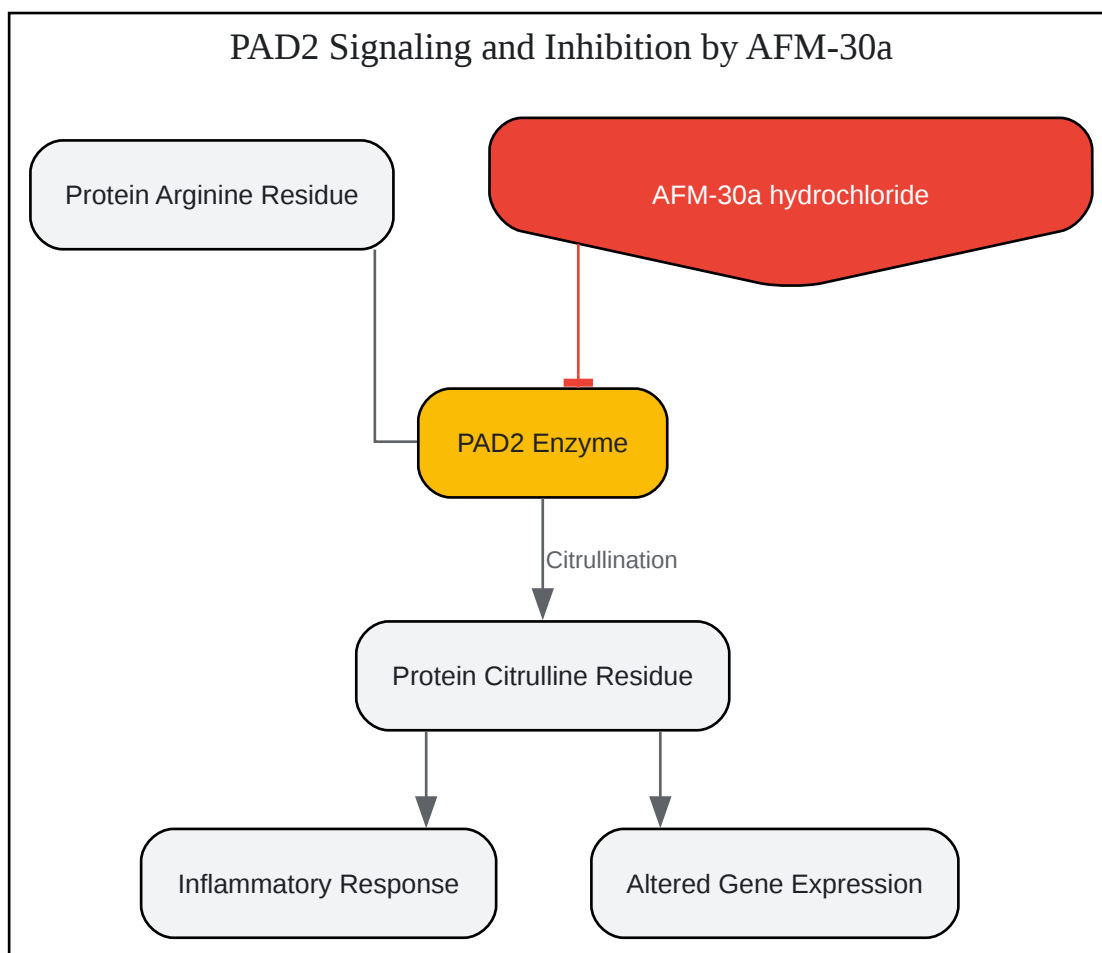 PAD2 Signaling and Inhibition by AFM-30a
Protein Arginine Residue
AFM-30a hydrochloride
PAD2 Enzyme
Citrullination
Protein Citrulline Residue
Inflammatory Response
Altered Gene Expression